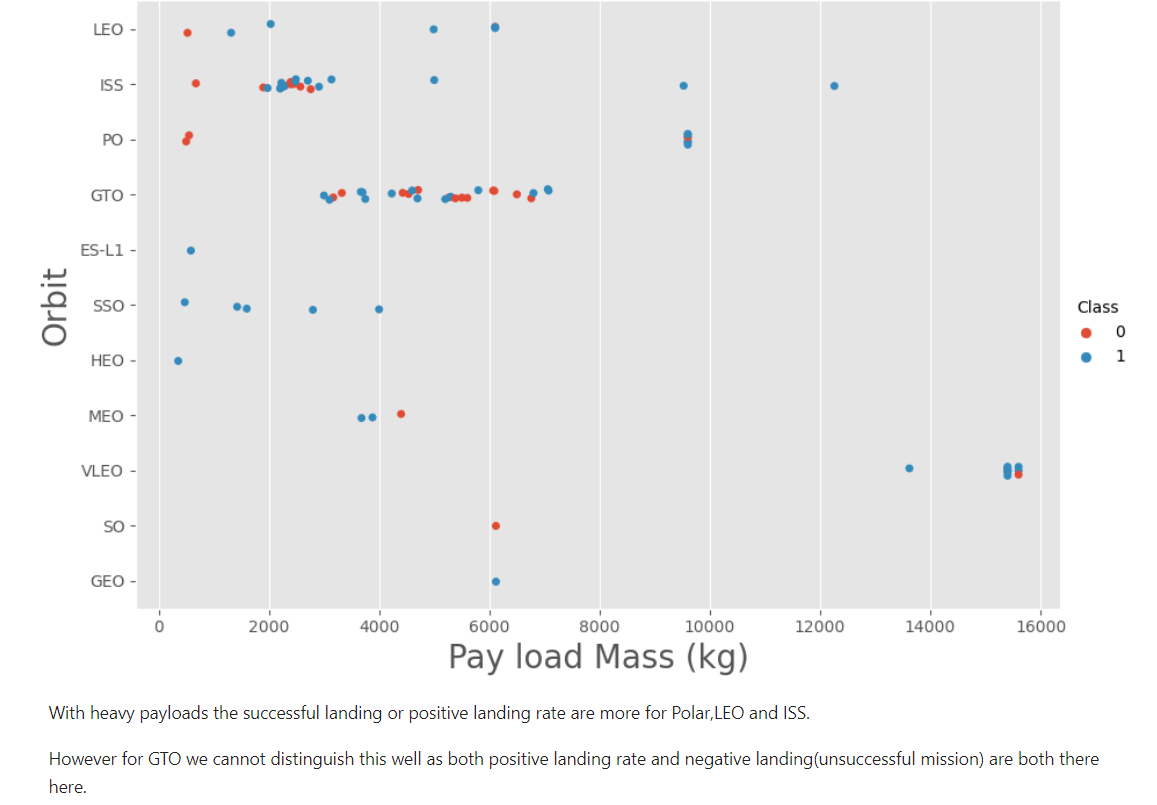 LEO
ISS
PO
GTO
ES-L1
SSO
HEO
MEO
VLEO
SO
GEO
Orbit
0 2000 4000 6000 8000 10000 12000 14000 16000
Pay load Mass (kg)
Class
0
1
With heavy payloads the successful landing or positive landing rate are more for Polar,LEO and ISS.
However for GTO we cannot distinguish this well as both positive landing rate and negative landing(unsuccessful mission) are both there
here.